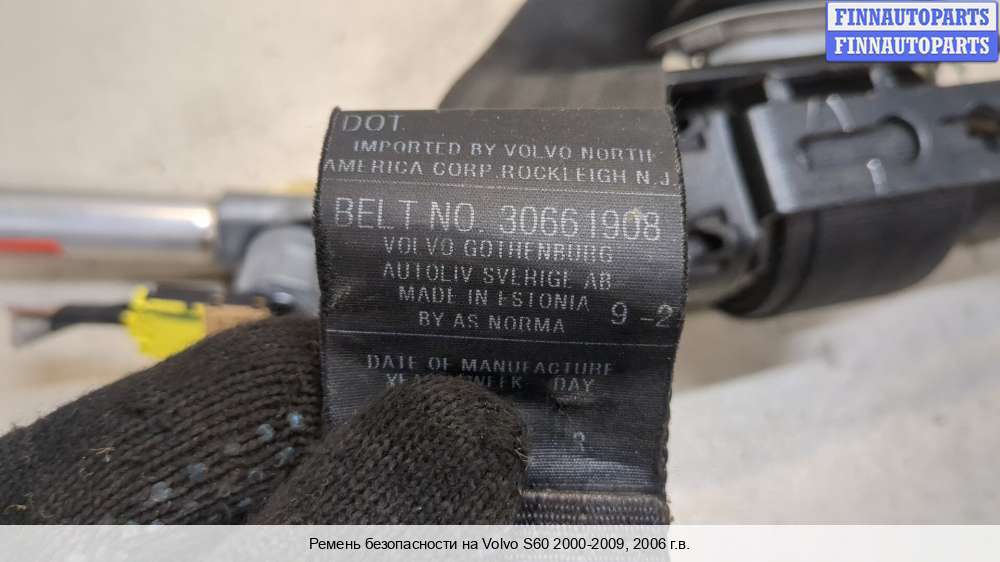 FINNAUTOPARTS
FINNAUTOPARTS
DOT
IMPORTED BY VOLVO NORTH
AMERICA CORP. ROCKLEIGH N.J.
BELT NO. 30661908
VOLVO GOTHENBURG
AUTOLIV SVERIGE AB
MADE IN ESTONIA
BY AS NORMA 9-2
DATE OF MANUFACTURE
WEEK DAY
3
Ремень безопасности на Volvo S60 2000-2009, 2006 г.в.